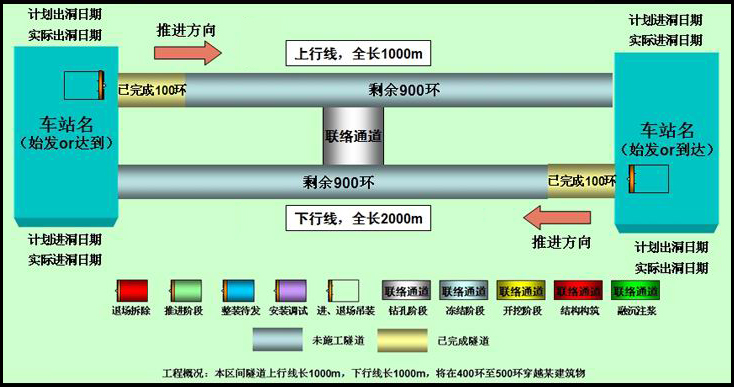 计划出洞日期
实际出洞日期
推进方向
上行线，全长1000m
计划进洞日期
实际进洞日期
已完成100环
剩余900环
车站名
（始发or达到）
联络通道
车站名
（始发or到达）
剩余900环
已完成100环
下行线，全长2000m
推进方向
计划进洞日期
实际进洞日期
计划出洞日期
实际出洞日期
联络通道
联络通道
联络通道
联络通道
联络通道
退场拆除
推进阶段
整装待发
安装调试
进、退场吊装
钻孔阶段
冻结阶段
开挖阶段
结构构筑
融沉注浆
未施工隧道
已完成隧道
工程概况：本区间隧道上行线长1000m，下行线长1000m，将在400环至500环穿越某建筑物